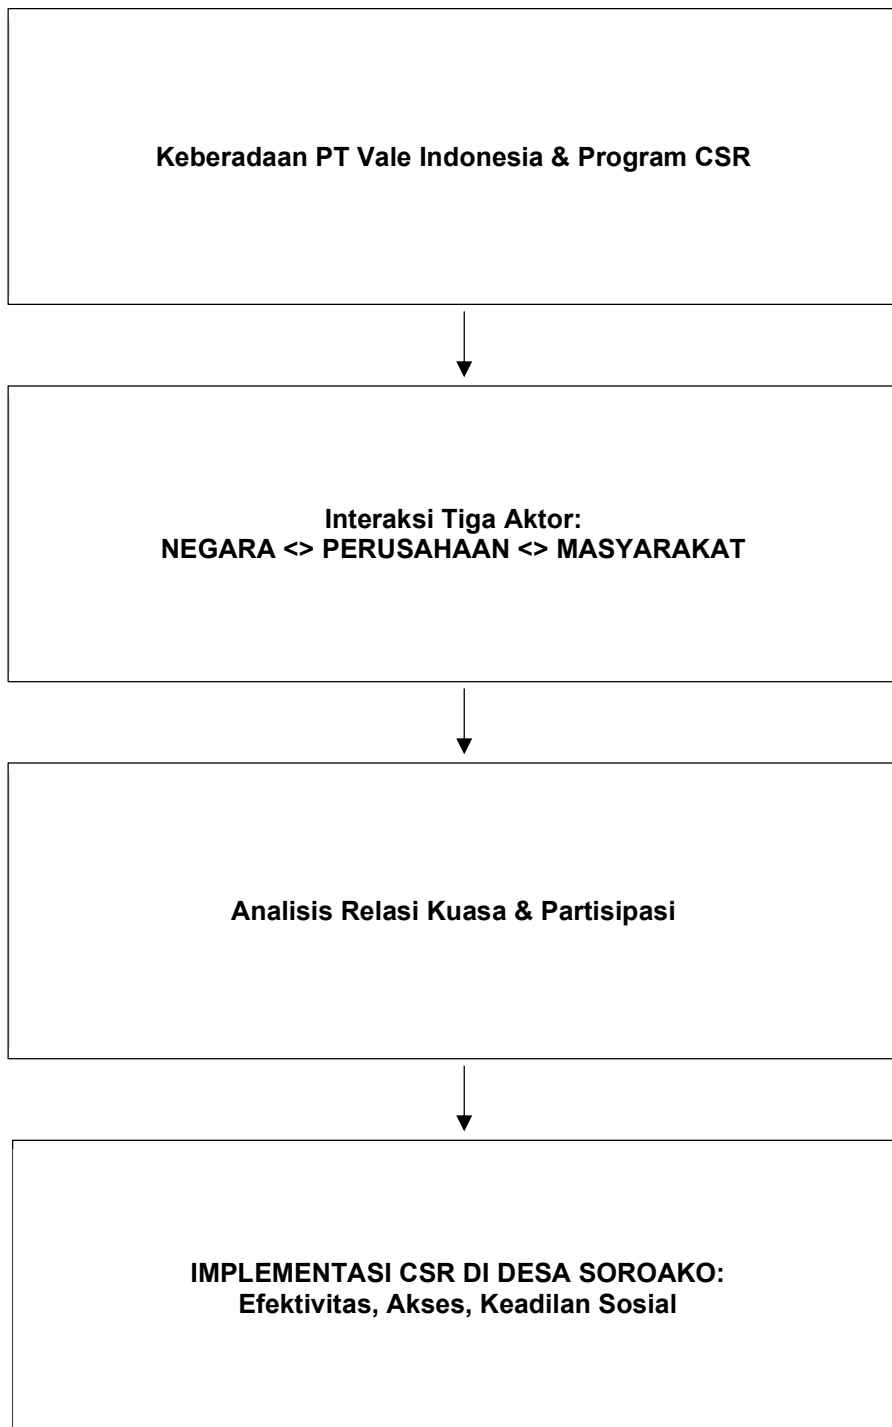 Keberadaan PT Vale Indonesia & Program CSR
Interaksi Tiga Aktor:
NEGARA <> PERUSAHAAN <> MASYARAKAT
Analisis Relasi Kuasa & Partisipasi
IMPLEMENTASI CSR DI DESA SOROAKO:
Efektivitas, Akses, Keadilan Sosial